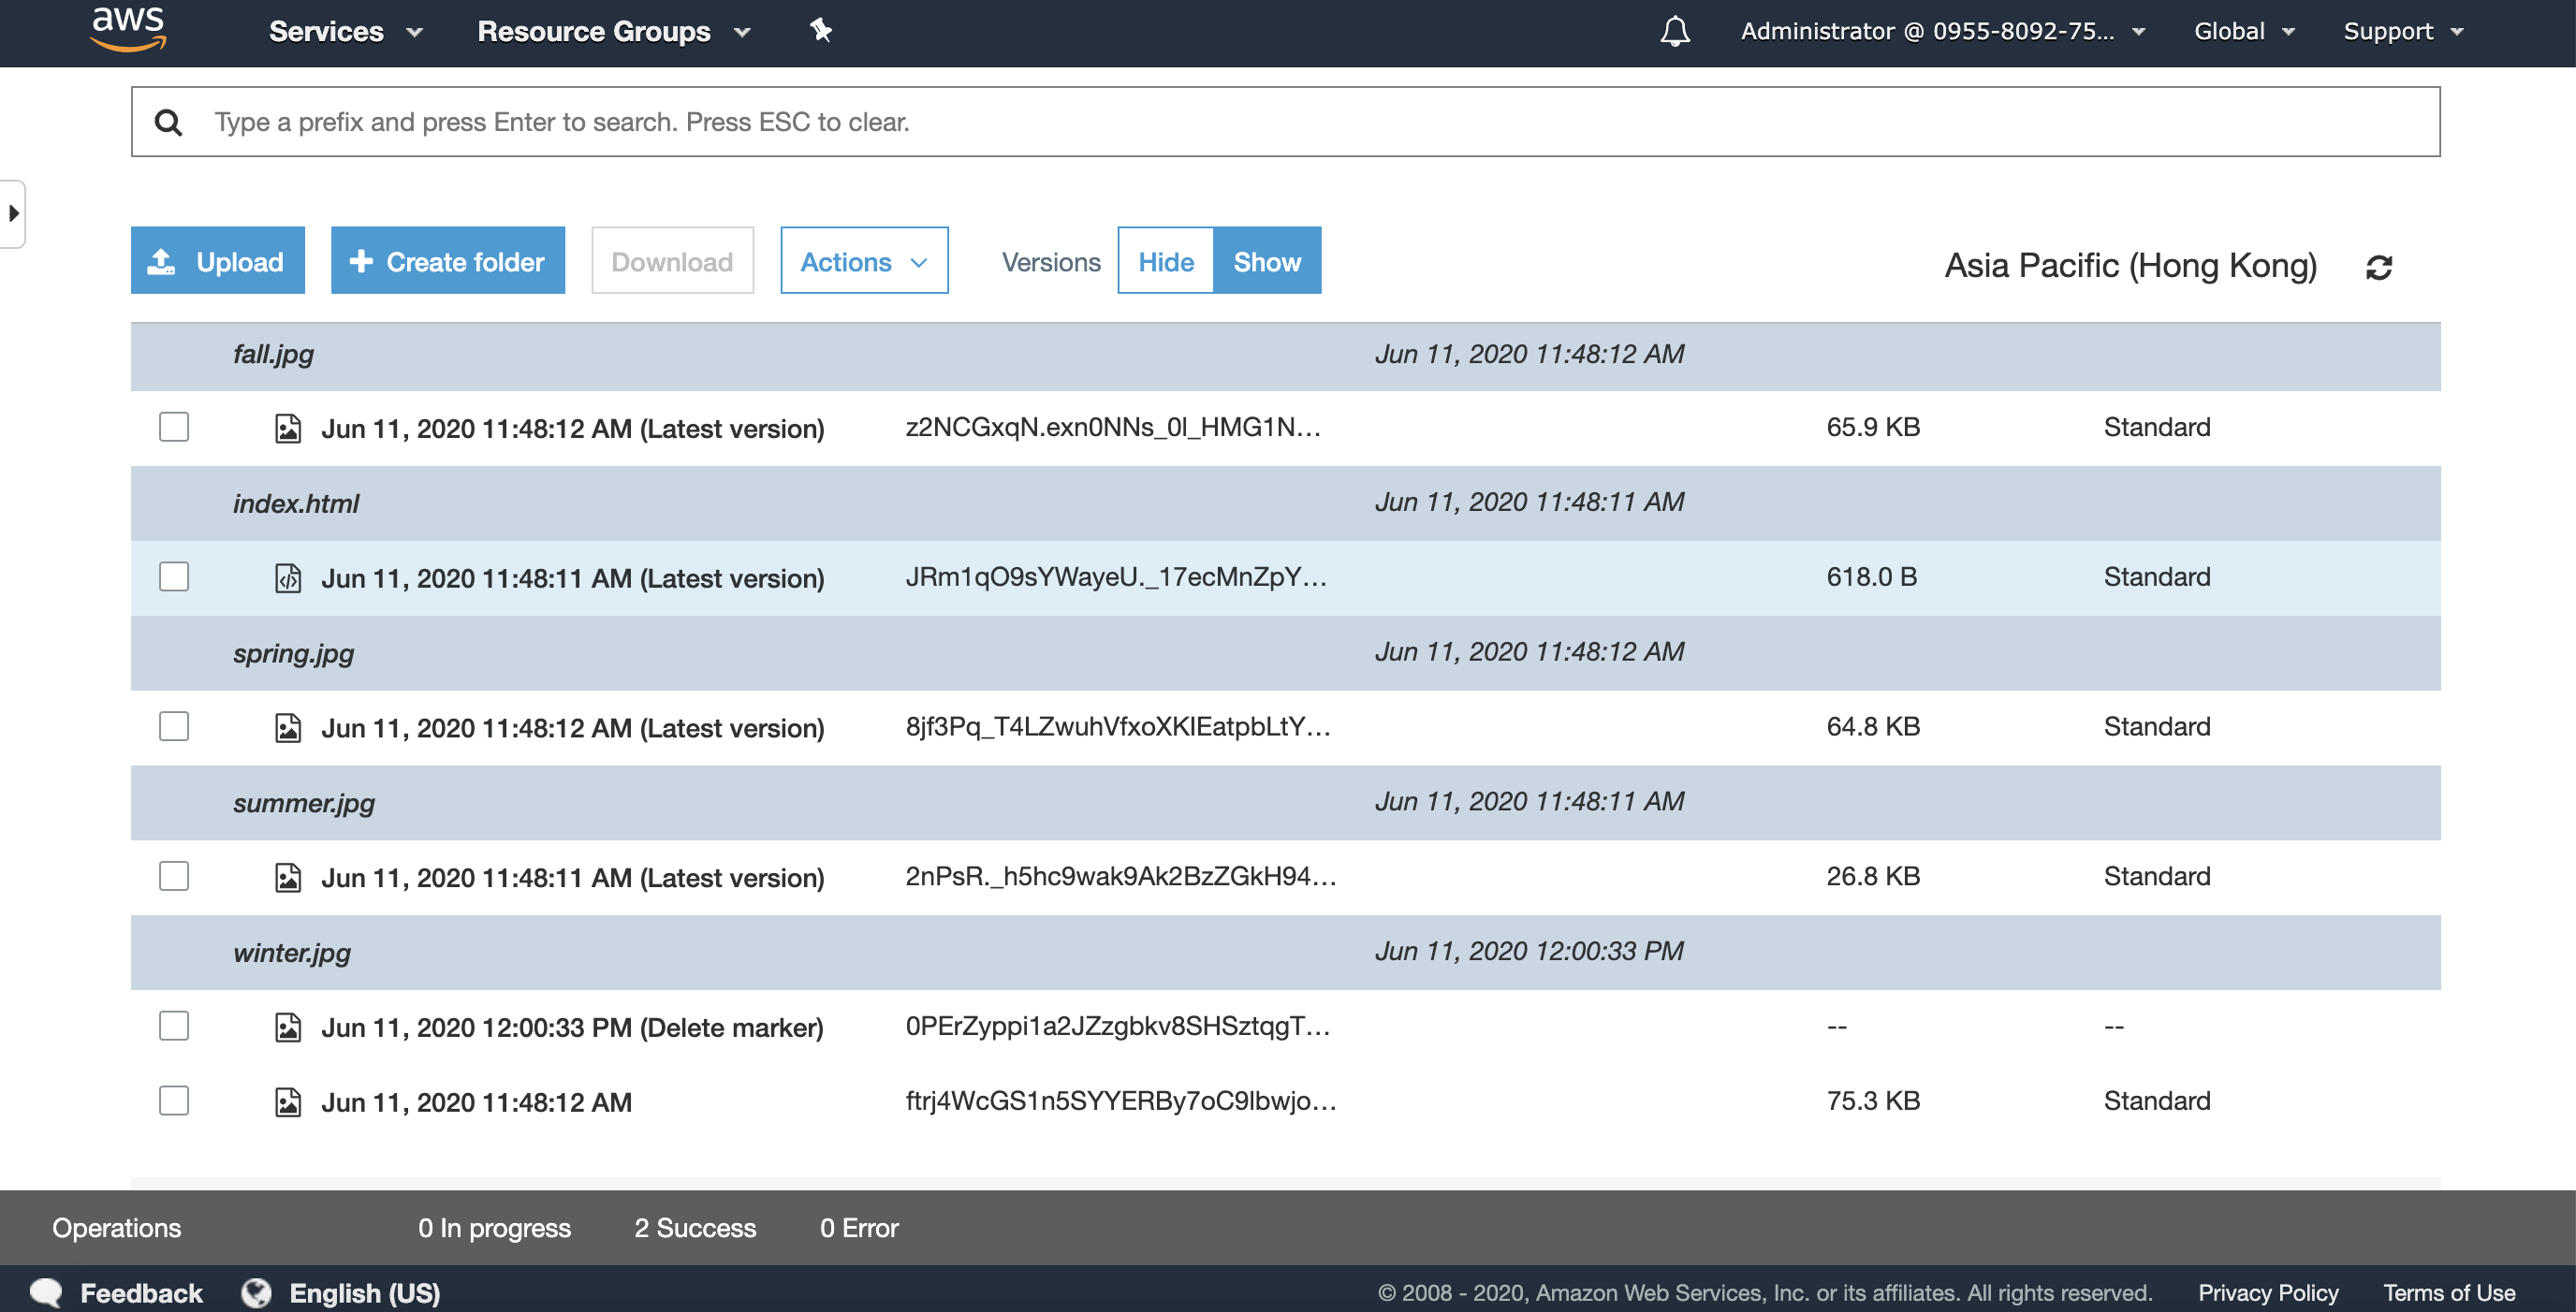 aws Services Resource Groups Administrator @ 0955-8092-75... Global Support
Type a prefix and press Enter to search. Press ESC to clear.
Upload Create folder Download Actions Versions Hide Show Asia Pacific (Hong Kong)
fall.jpg Jun 11, 2020 11:48:12 AM
Jun 11, 2020 11:48:12 AM (Latest version) z2NCGxqN.exn0NNs_0l_HMG1N... 65.9 KB Standard
index.html Jun 11, 2020 11:48:11 AM
Jun 11, 2020 11:48:11 AM (Latest version) JRm1qO9sYWayeU._17ecMnZpY... 618.0 B Standard
spring.jpg Jun 11, 2020 11:48:12 AM
Jun 11, 2020 11:48:12 AM (Latest version) 8jf3Pq_T4LZwuhVfxoXKIEatpbLtY... 64.8 KB Standard
summer.jpg Jun 11, 2020 11:48:11 AM
Jun 11, 2020 11:48:11 AM (Latest version) 2nPsR._h5hc9wak9Ak2BzZGkH94... 26.8 KB Standard
winter.jpg Jun 11, 2020 12:00:33 PM
Jun 11, 2020 12:00:33 PM (Delete marker) 0PErZyppi1a2JZzgbkv8SHSztqgT... -- --
Jun 11, 2020 11:48:12 AM ftrj4WcGS1n5SYYERBy7oC9lbwjo... 75.3 KB Standard
Operations 0 In progress 2 Success 0 Error
Feedback English (US) © 2008 - 2020, Amazon Web Services, Inc. or its affiliates. All rights reserved. Privacy Policy Terms of Use